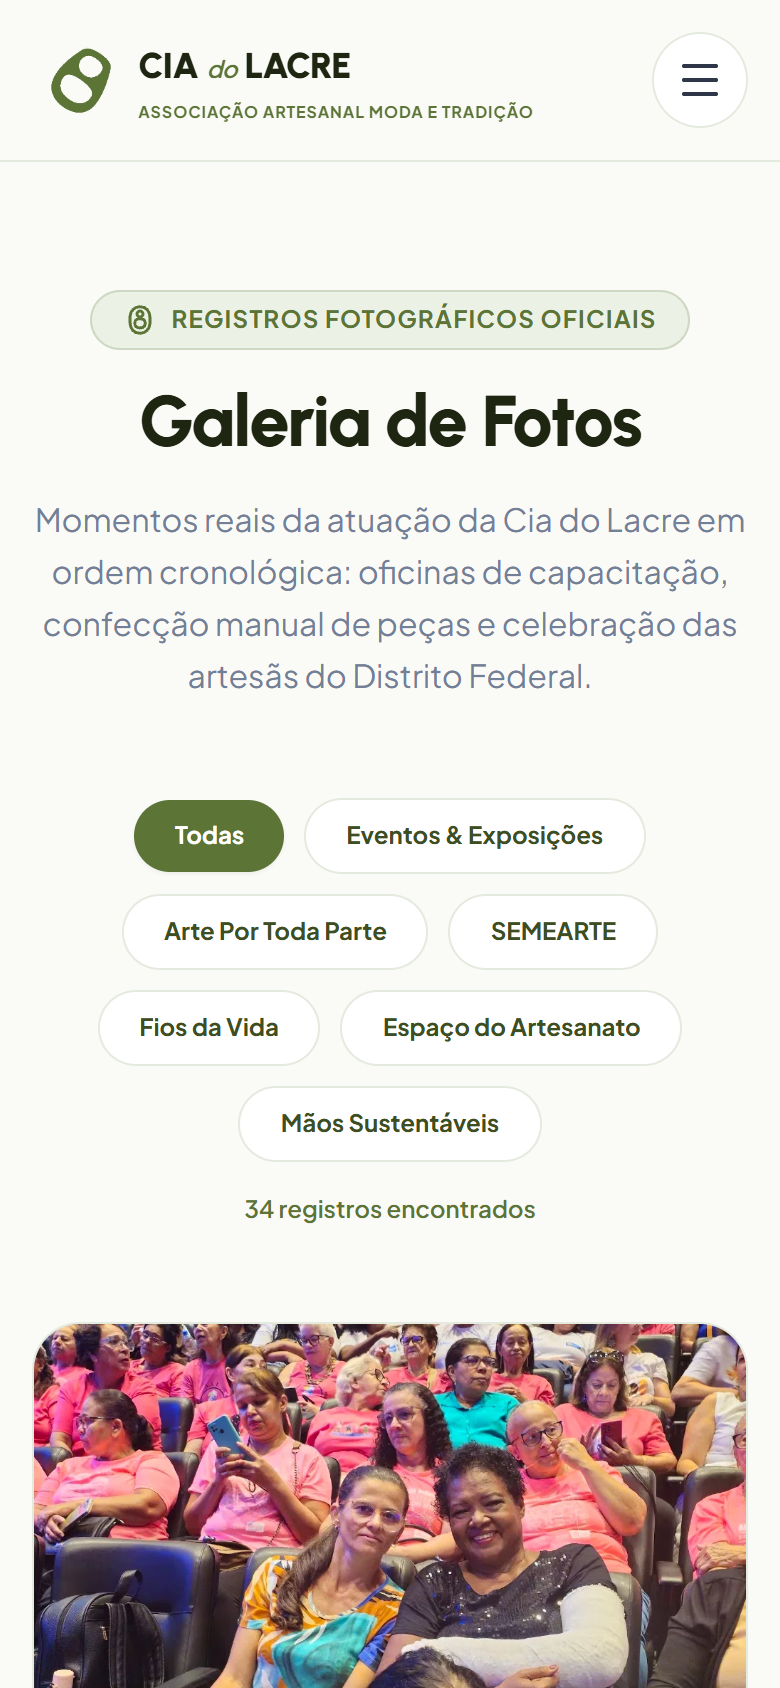 CIA do LACRE
ASSOCIAÇÃO ARTESANAL MODA E TRADIÇÃO
REGISTROS FOTOGRÁFICOS OFICIAIS
Galeria de Fotos
Momentos reais da atuação da Cia do Lacre em
ordem cronológica: oficinas de capacitação,
confecção manual de peças e celebração das
artesãs do Distrito Federal.
Todas
Eventos & Exposições
Arte Por Toda Parte
SEMEARTE
Fios da Vida
Espaço do Artesanato
Mãos Sustentáveis
34 registros encontrados